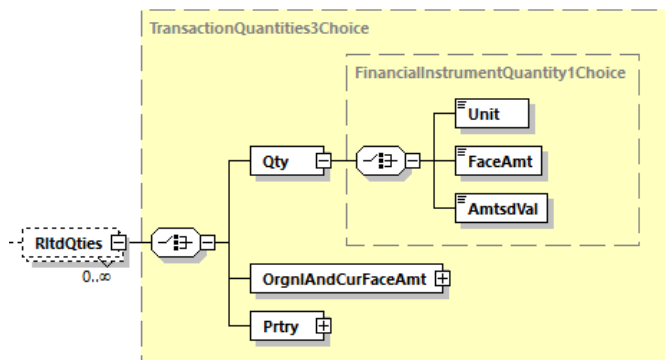 TransactionQuantities3Choice
FinancialInstrumentQuantity1Choice
Unit
Qty
FaceAmt
AmtsdVal
RltdQties
0..∞
OrgnlAndCurFaceAmt
Prtry